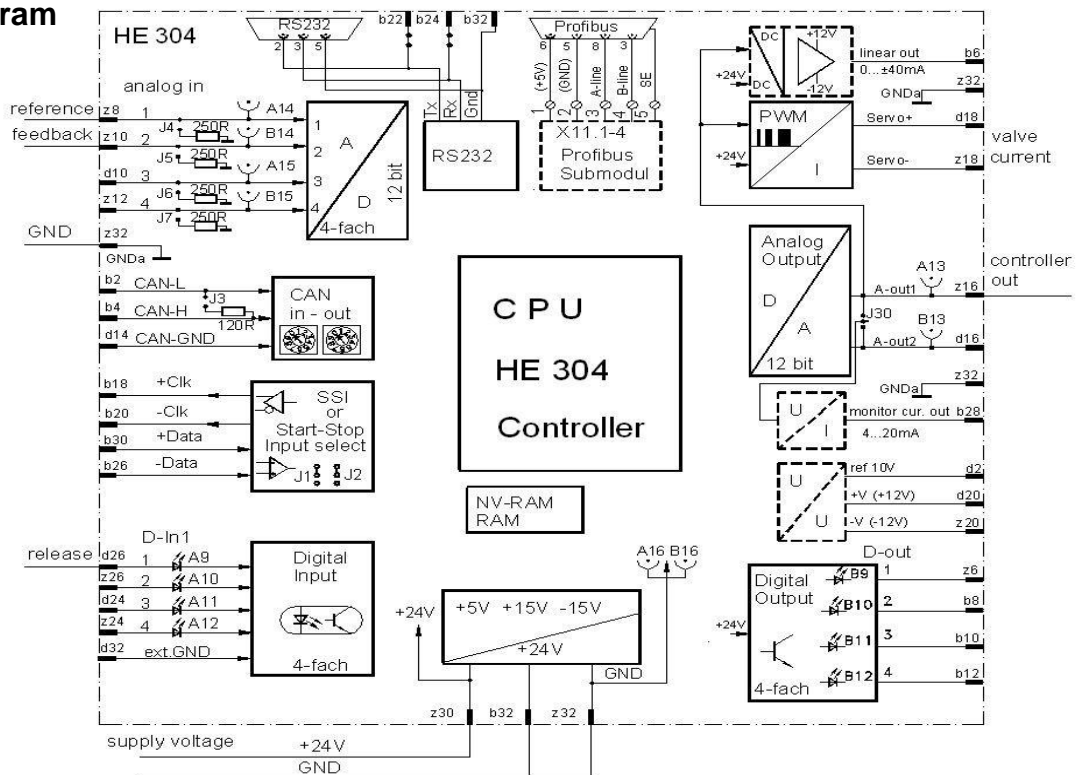 ram
HE 304
RS232
2 3 5
b22 b24 b32
Profibus
6 5 8 3
(+5V) (GND) A-line B-line SE
1 2 3 4 5
Tx Rx Gnd
RS232
X11.1-4
Profibus
Submodul
DC
DC
+24V
+12V
-12V
linear out b6
0...±40mA
z32
GNDa
PWM
I
+24V
Servo+ d18
Servo- z18
valve
current
analog in
reference z8 1 A14
J4 250R
feedback z10 2 B14
J5 250R
d10 3 A15
J6 250R
z12 4 B15
J7 250R
1
2
3
4
A
D
12 bit
4-fach
GND z32
GNDa
b2 CAN-L
J3
b4 CAN-H
120R
d14 CAN-GND
CAN
in - out
b18 +Clk
b20 -Clk
b30 +Data
b26 -Data
SSI
or
Start-Stop
Input select
J1 J2
CPU
HE 304
Controller
NV-RAM
RAM
Analog
Output
D
A
12 bit
A13
A-out1 z16
controller
out
J30
B13
A-out2 d16
z32
GNDa
U
I
monitor cur. out b28
4...20mA
U
U
ref 10V d2
+V (+12V) d20
-V (-12V) z20
D-In1
release d26 1 A9
z26 2 A10
d24 3 A11
z24 4 A12
d32 ext.GND
Digital
Input
4-fach
+24V
+5V +15V -15V
+24V
A16 B16
GND
D-out
Digital
Output
+24V
4-fach
B9 1 z6
B10 2 b8
B11 3 b10
B12 4 b12
z30 b32 z32
supply voltage +24V
GND